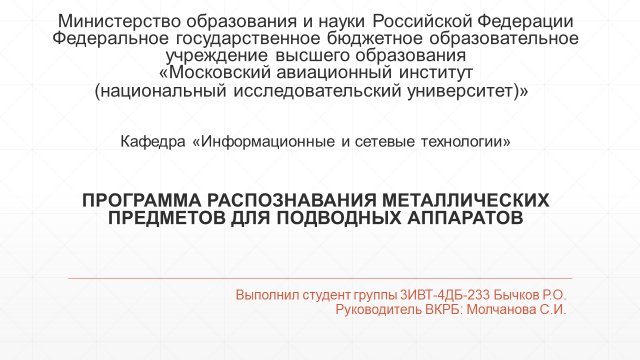 Министерство образования и науки Российской Федерации
Федеральное государственное бюджетное образовательное
учреждение высшего образования
«Московский авиационный институт
(национальный исследовательский университет)»
Кафедра «Информационные и сетевые технологии»
ПРОГРАММА РАСПОЗНАВАНИЯ МЕТАЛЛИЧЕСКИХ
ПРЕДМЕТОВ ДЛЯ ПОДВОДНЫХ АППАРАТОВ
Выполнил студент группы 3ИВТ-4ДБ-233 Бычков Р.О.
Руководитель ВКРБ: Молчанова С.И.